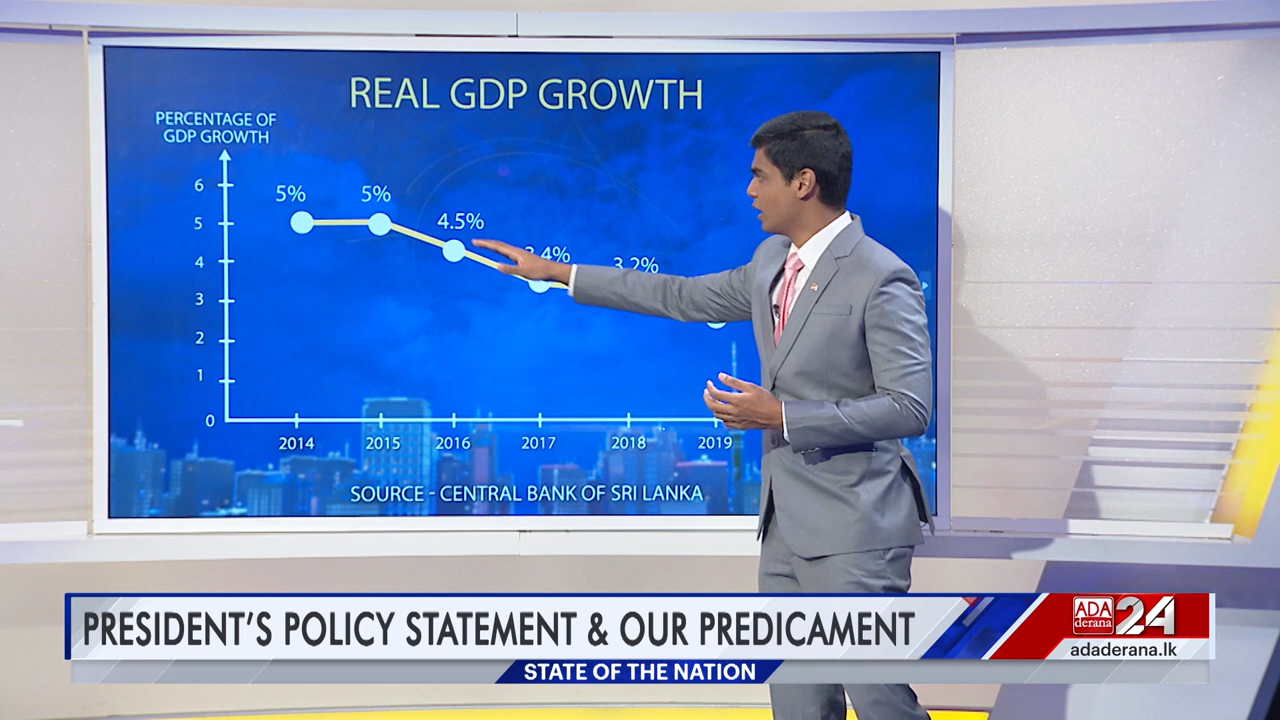 REAL GDP GROWTH
PERCENTAGE OF
GDP GROWTH
6
5
4
3
2
1
0
5%
5%
4.5%
3.2%
2014
2015
2016
2017
2018
2019
SOURCE - CENTRAL BANK OF SRI LANKA
PRESIDENT'S POLICY STATEMENT & OUR PREDICAMENT
STATE OF THE NATION
ADA
derana
24
adaderana.lk